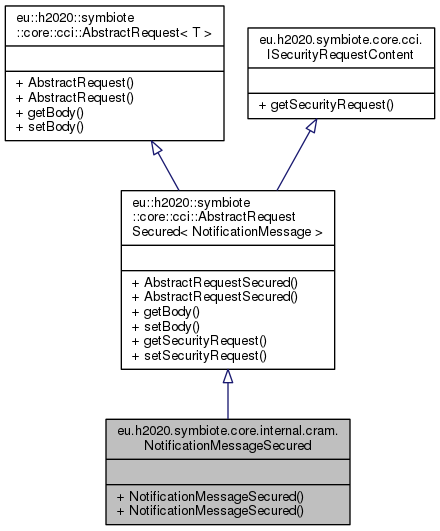 eu::h2020::symbiote
::core::cci::AbstractRequest< T >
+ AbstractRequest()
+ AbstractRequest()
+ getBody()
+ setBody()
eu.h2020.symbiote.core.cci.
ISecurityRequestContent
+ getSecurityRequest()
eu::h2020::symbiote
::core::cci::AbstractRequest
Secured< NotificationMessage >
+ AbstractRequestSecured()
+ AbstractRequestSecured()
+ getBody()
+ setBody()
+ getSecurityRequest()
+ setSecurityRequest()
eu.h2020.symbiote.core.internal.cram.
NotificationMessageSecured
+ NotificationMessageSecured()
+ NotificationMessageSecured()